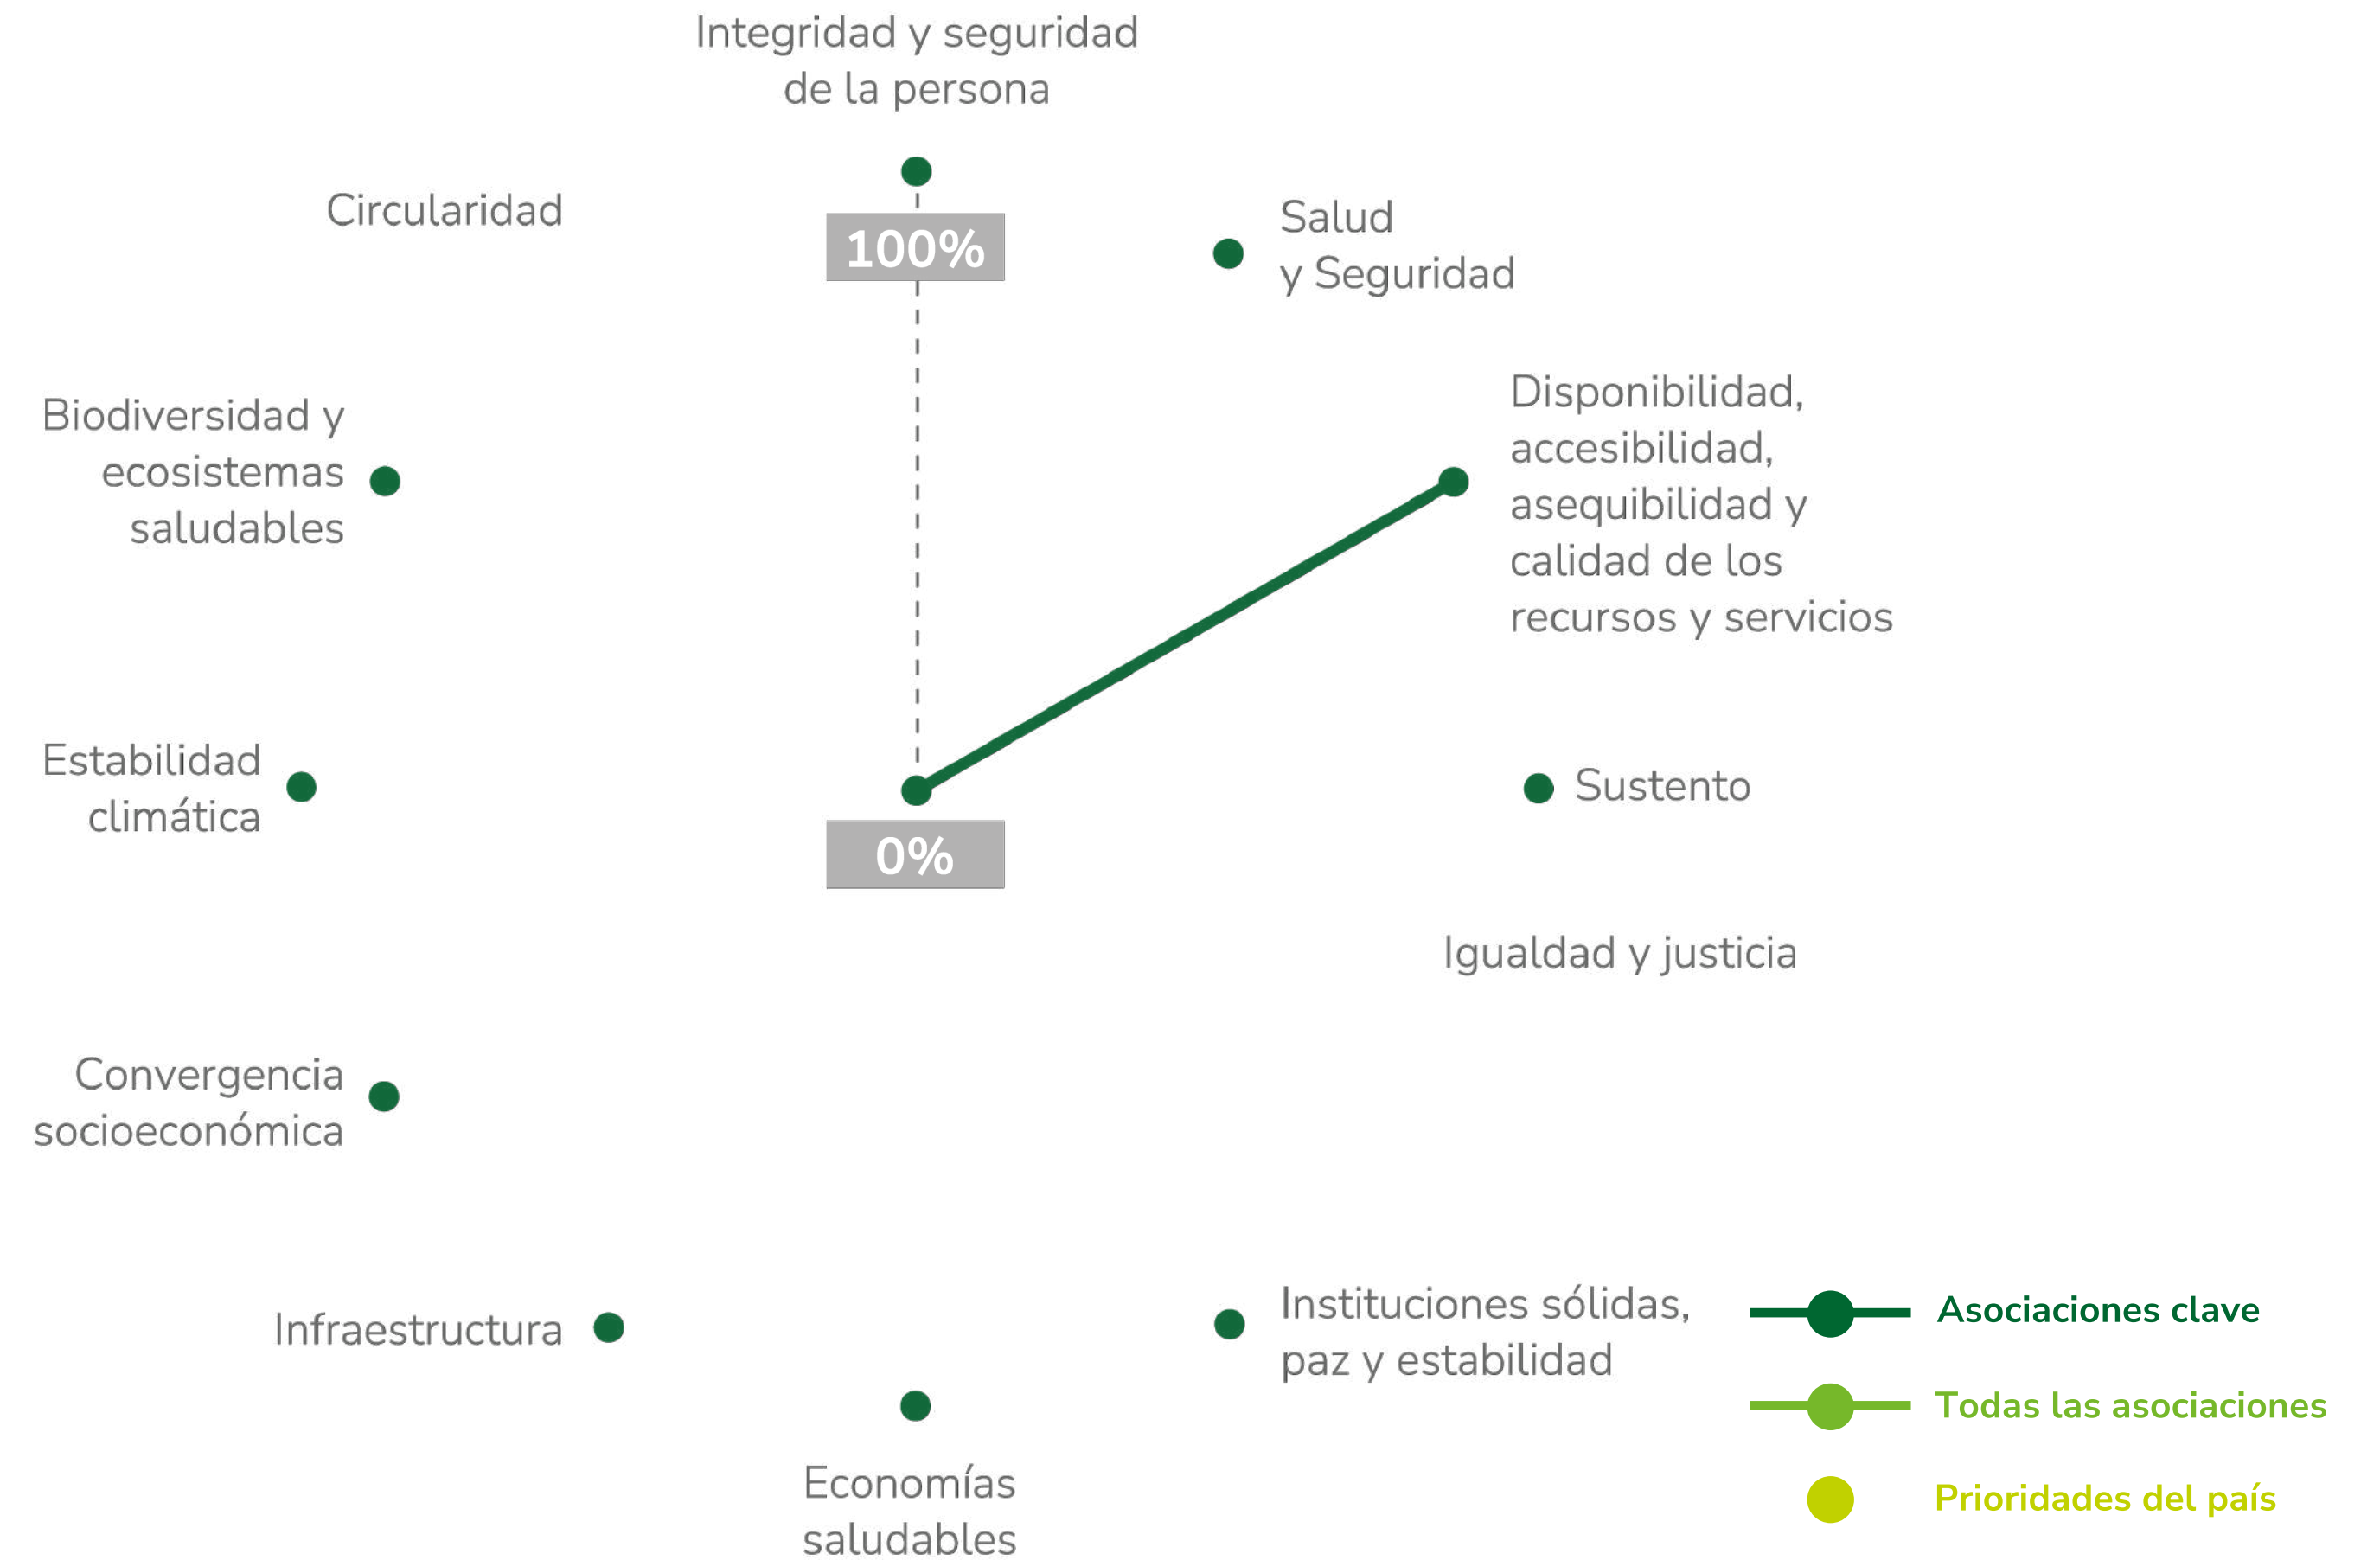 Integridad y seguridad
de la persona
Circularidad
100%
Salud
y Seguridad
Biodiversidad y
ecosistemas
saludables
Disponibilidad,
accesibilidad,
asequibilidad y
calidad de los
recursos y servicios
Estabilidad
climática
Sustento
0%
Igualdad y justicia
Convergencia
socioeconómica
Infraestructura
Instituciones sólidas,
paz y estabilidad
Asociaciones clave
Todas las asociaciones
Prioridades del país
Economías
saludables